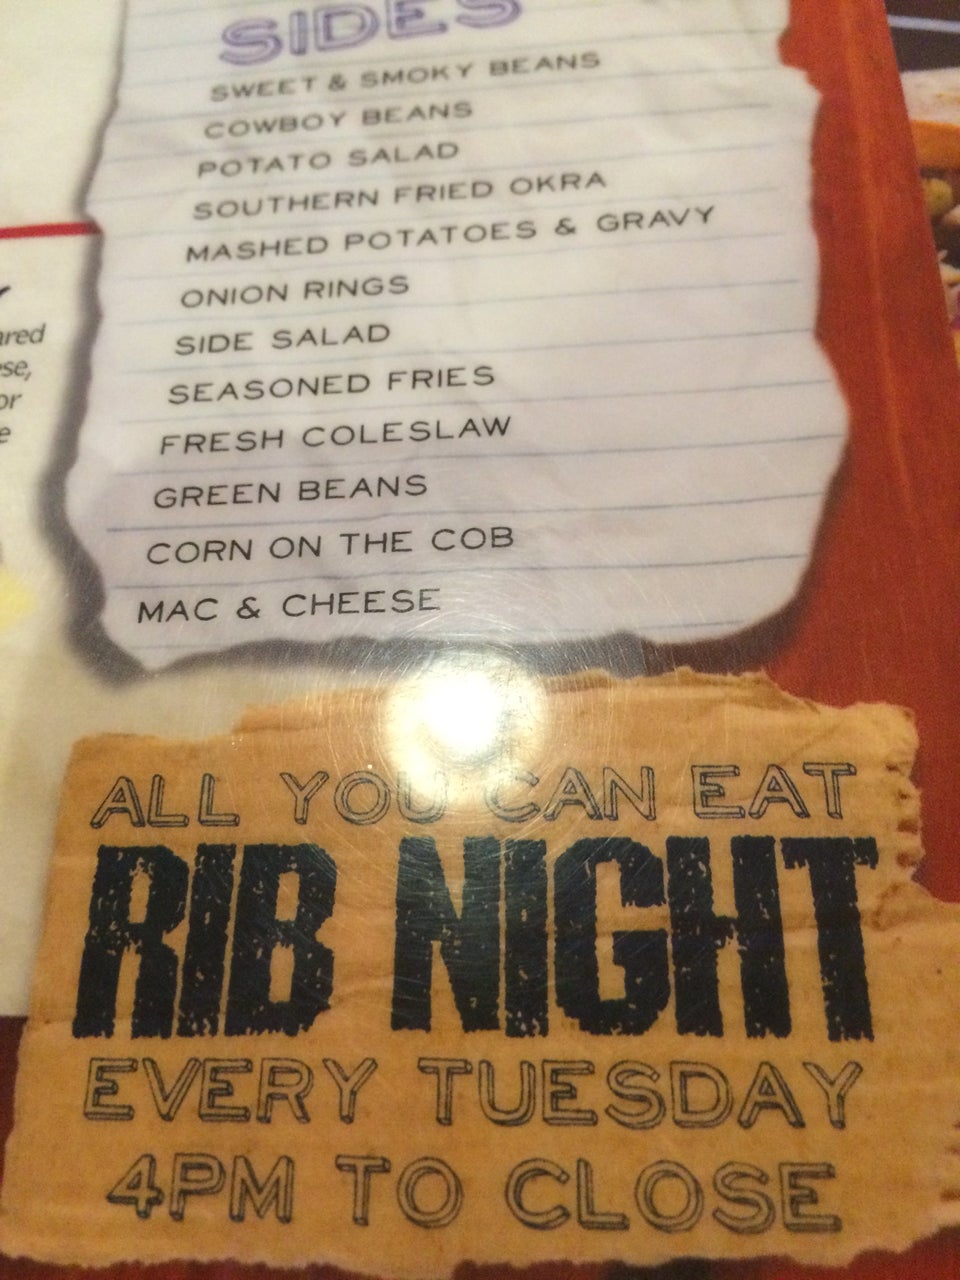 SIDES
SWEET & SMOKY BEANS
COWBOY BEANS
POTATO SALAD
SOUTHERN FRIED OKRA
MASHED POTATOES & GRAVY
ONION RINGS
SIDE SALAD
SEASONED FRIES
FRESH COLESLAW
GREEN BEANS
CORN ON THE COB
MAC & CHEESE
ALL YOU CAN EAT
RIB NIGHT
EVERY TUESDAY
4PM TO CLOSE